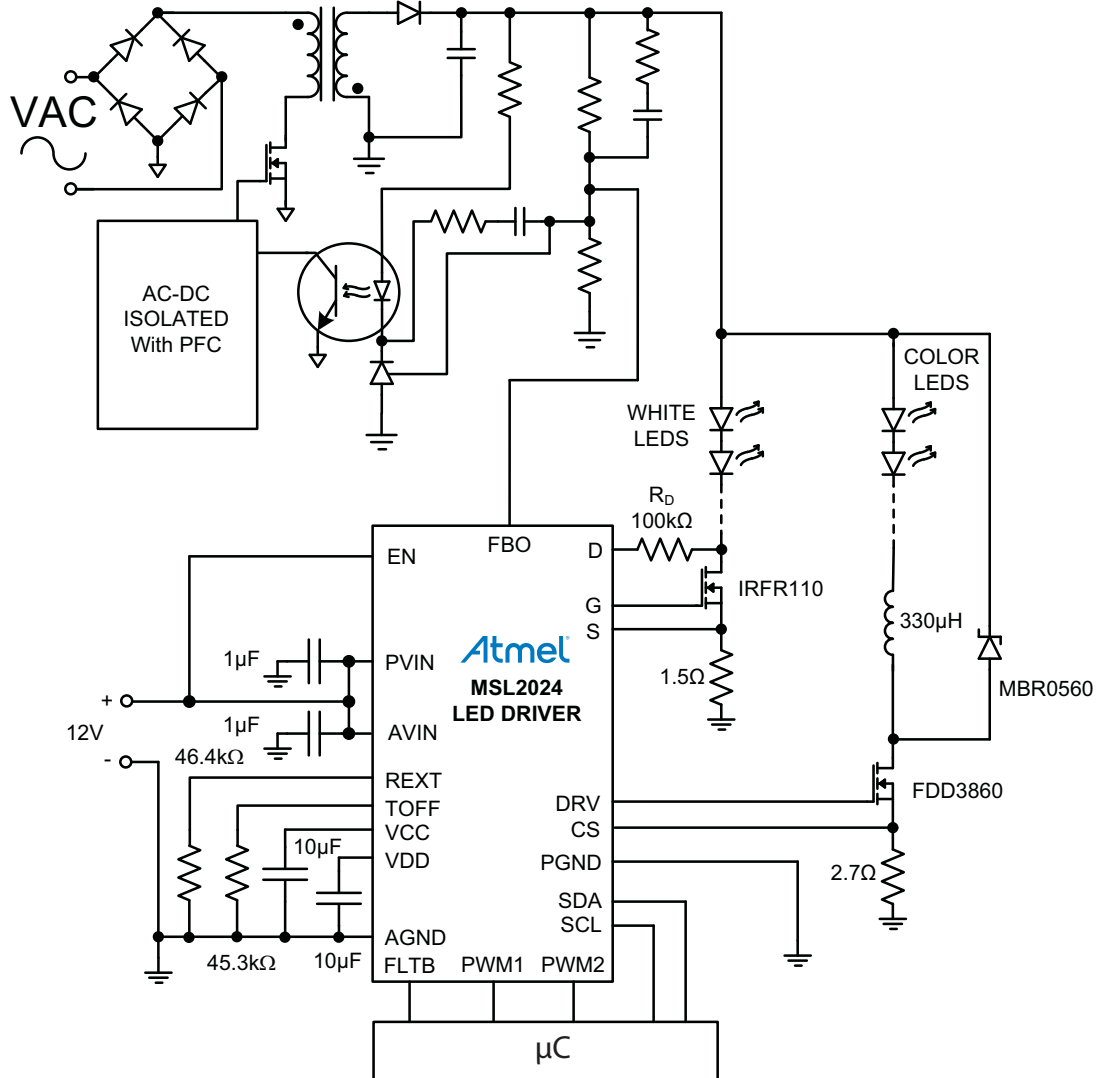 VAC
AC-DC
ISOLATED
With PFC
COLOR
LEDS
WHITE
LEDS
R_D
100kΩ
FBO
D
EN
IRFR110
G
S
330μH
1μF
PVIN
Atmel
MSL2024
LED DRIVER
1.5Ω
MBR0560
+
12V
-
1μF
AVIN
46.4kΩ
REXT
FDD3860
TOFF
DRV
VCC
CS
10μF
VDD
PGND
2.7Ω
SDA
SCL
AGND
45.3kΩ
10μF
FLTB PWM1 PWM2
μC